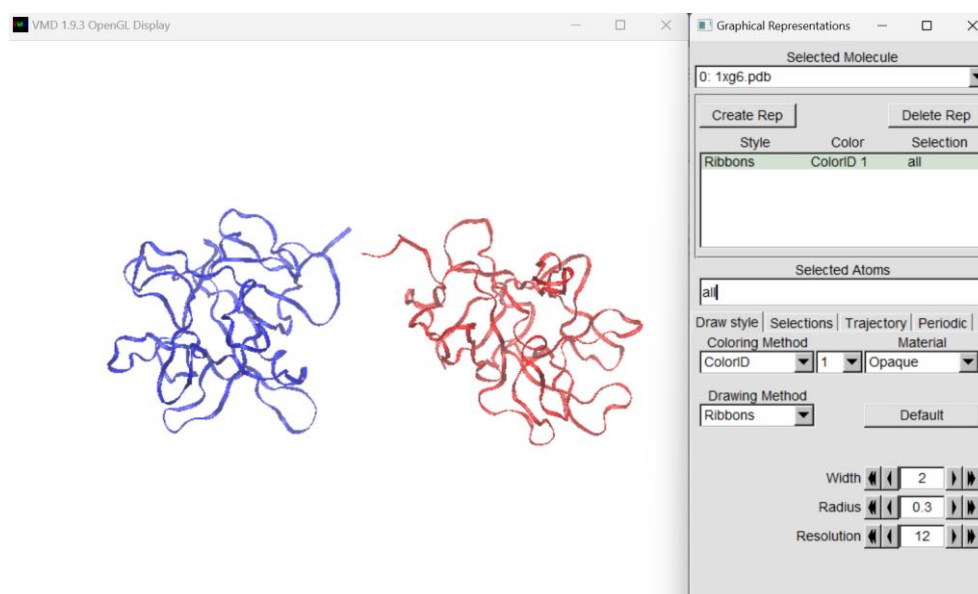 VMD 1.9.3 OpenGL Display
Graphical Representations
Selected Molecule
0: 1xg6.pdb
Create Rep
Delete Rep
Style Color Selection
Ribbons ColorID 1 all
Selected Atoms
all
Draw style Selections Trajectory Periodic
Coloring Method Material
ColorID 1 Opaque
Drawing Method
Ribbons Default
Width 2
Radius 0.3
Resolution 12